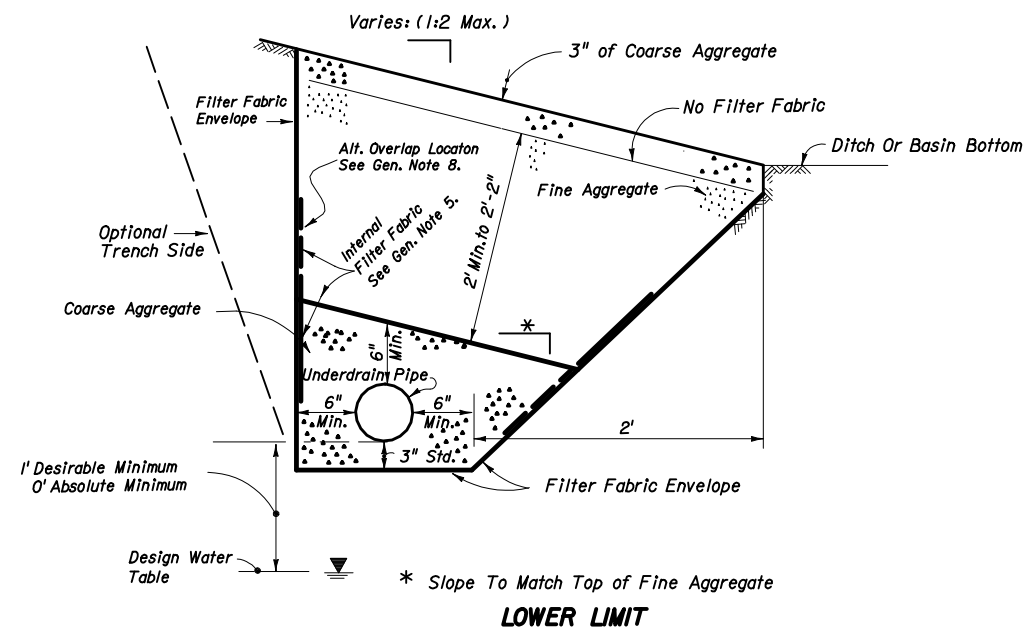 Varies: (1:2 Max.)
3" of Coarse Aggregate
No Filter Fabric
Ditch Or Basin Bottom
Filter Fabric
Envelope
Alt. Overlap Locaton
See Gen. Note 8.
Fine Aggregate
Internal
Filter Fabric
See Gen. Note 5.
2' Min. to 2'-2"
Optional
Trench Side
Coarse Aggregate
*
6"
Min.
Underdrain Pipe
6"
Min.
6"
Min.
2'
3" Std.
1' Desirable Minimum
0' Absolute Minimum
Filter Fabric Envelope
Design Water
Table
* Slope To Match Top of Fine Aggregate
LOWER LIMIT